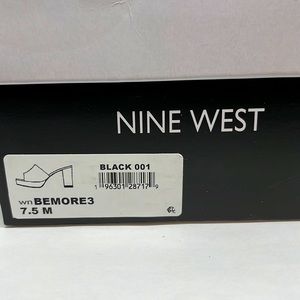 NINE WEST
BLACK 001
1 96301 28717 9
wn BEMORE3
7.5 M